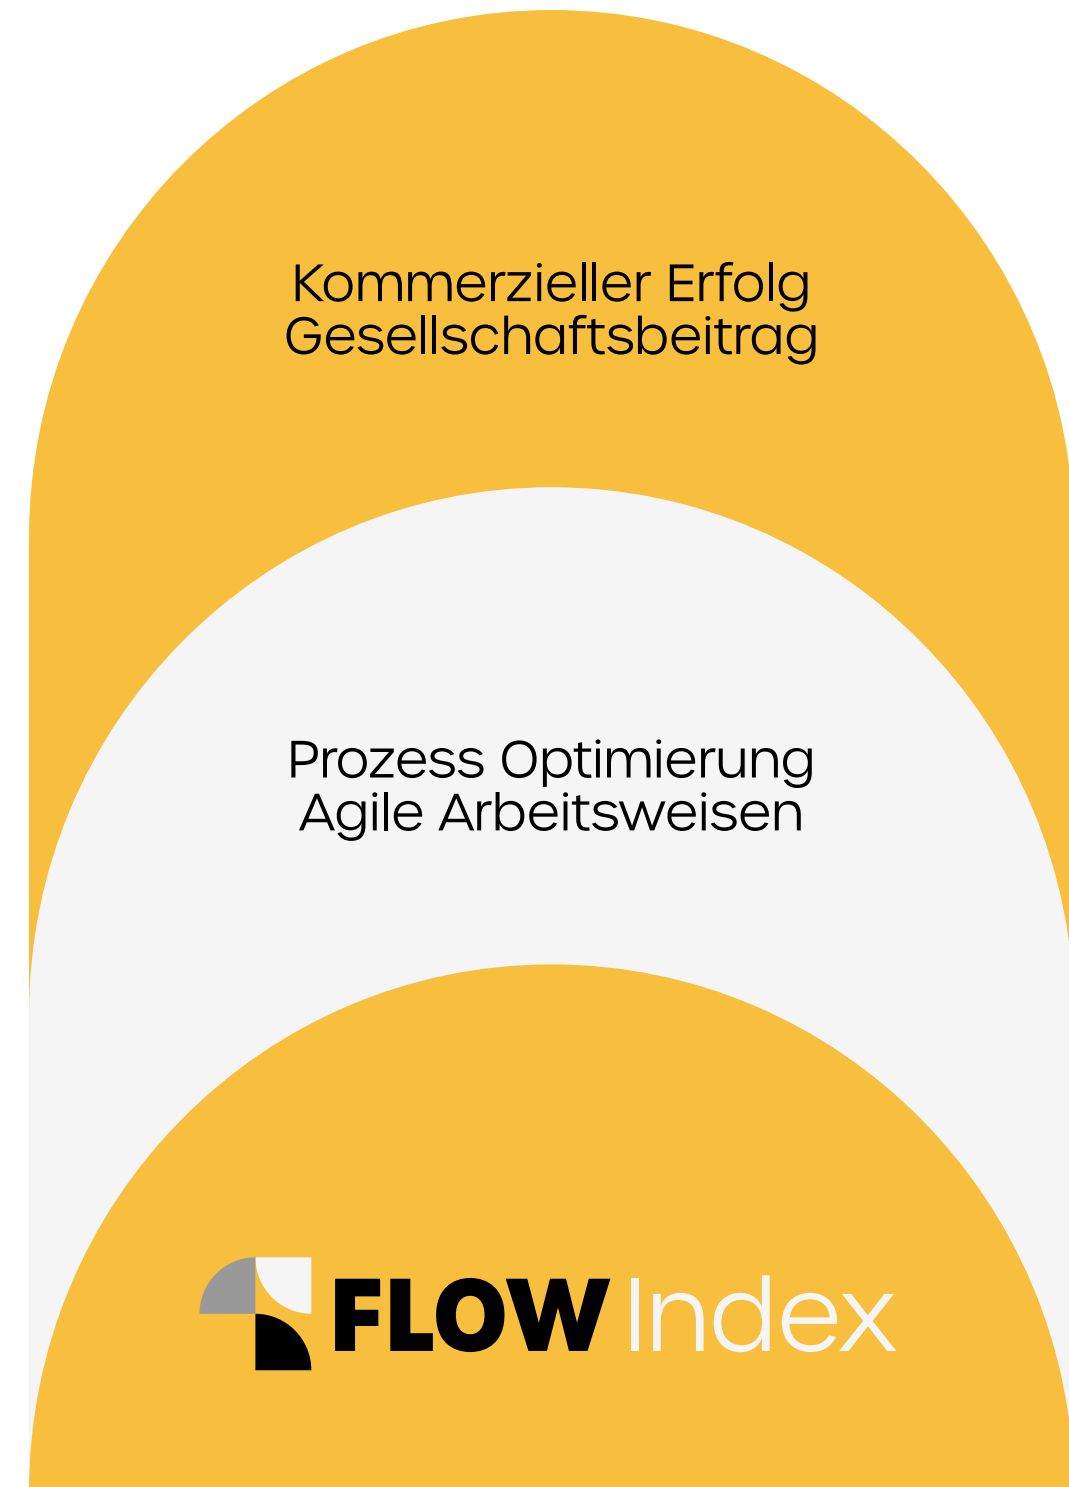 Kommerzieller Erfolg
Gesellschaftsbeitrag
Prozess Optimierung
Agile Arbeitsweisen
FLOW Index